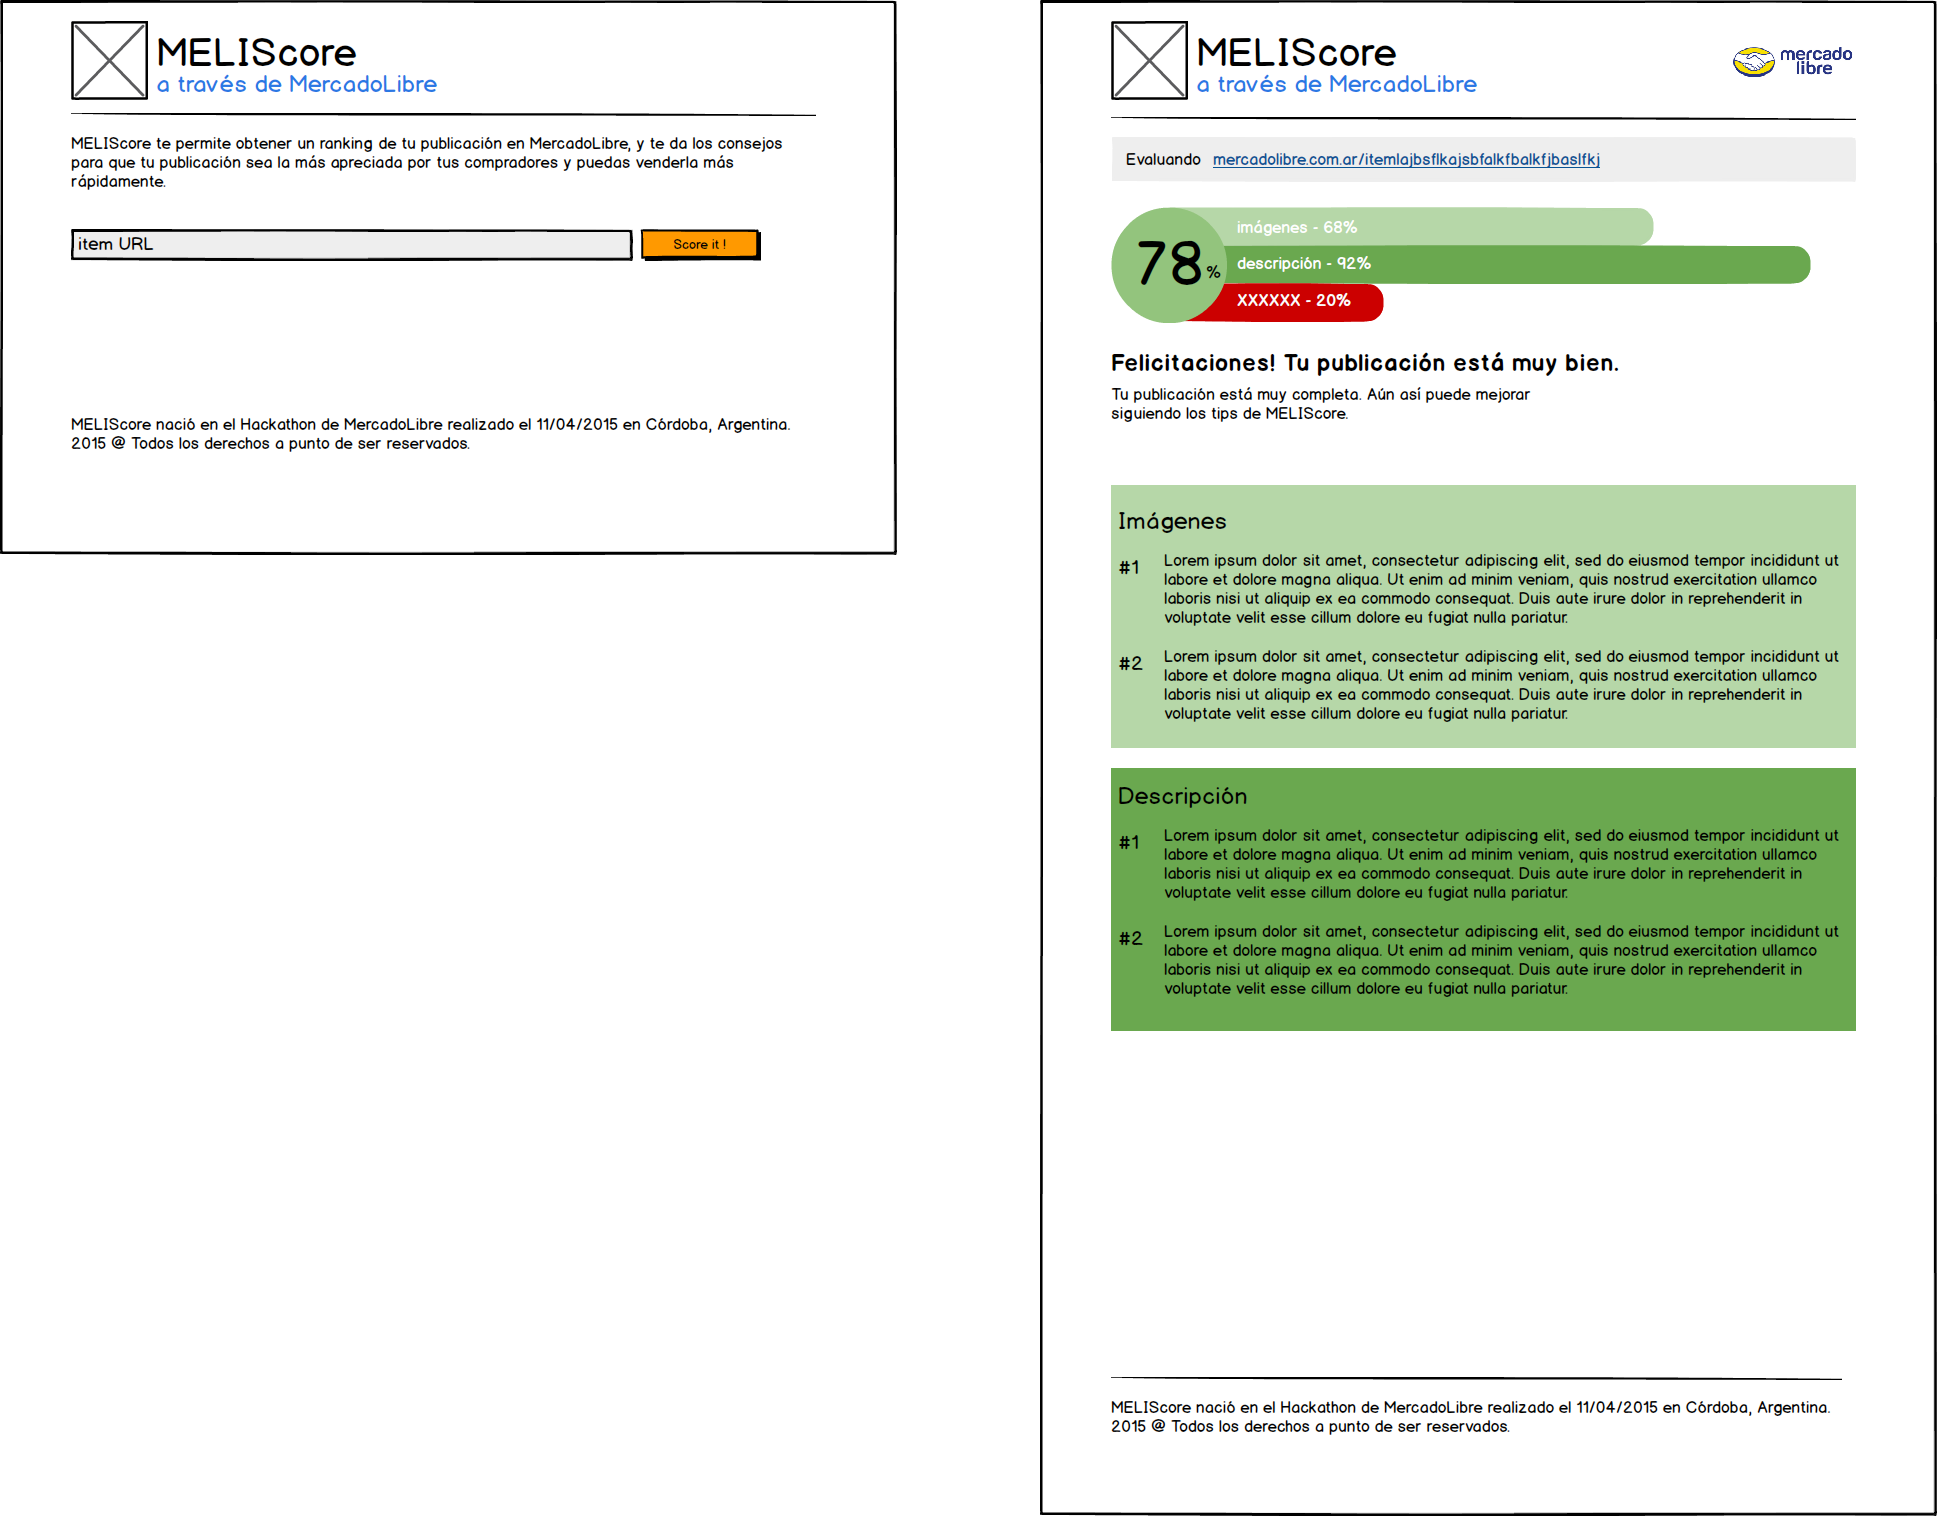 MELIScore
a través de MercadoLibre
MELIScore te permite obtener un ranking de tu publicación en MercadoLibre, y te da los consejos
para que tu publicación sea la más apreciada por tus compradores y puedas venderla más
rápidamente.
item URL
Score it !
MELIScore nació en el Hackathon de MercadoLibre realizado el 11/04/2015 en Córdoba, Argentina.
2015 @ Todos los derechos a punto de ser reservados.
MELIScore
a través de MercadoLibre
mercado
libre
Evaluando mercadolibre.com.ar/itemlajbsflkajsbfalkfbalkfjbaslfkj
78 %
imágenes - 68%
descripción - 92%
XXXXXX - 20%
Felicitaciones! Tu publicación está muy bien.
Tu publicación está muy completa. Aún así puede mejorar
siguiendo los tips de MELIScore.
Imágenes
#1
Lorem ipsum dolor sit amet, consectetur adipiscing elit, sed do eiusmod tempor incididunt ut
labore et dolore magna aliqua. Ut enim ad minim veniam, quis nostrud exercitation ullamco
laboris nisi ut aliquip ex ea commodo consequat. Duis aute irure dolor in reprehenderit in
voluptate velit esse cillum dolore eu fugiat nulla pariatur.
#2
Lorem ipsum dolor sit amet, consectetur adipiscing elit, sed do eiusmod tempor incididunt ut
labore et dolore magna aliqua. Ut enim ad minim veniam, quis nostrud exercitation ullamco
laboris nisi ut aliquip ex ea commodo consequat. Duis aute irure dolor in reprehenderit in
voluptate velit esse cillum dolore eu fugiat nulla pariatur.
Descripción
#1
Lorem ipsum dolor sit amet, consectetur adipiscing elit, sed do eiusmod tempor incididunt ut
labore et dolore magna aliqua. Ut enim ad minim veniam, quis nostrud exercitation ullamco
laboris nisi ut aliquip ex ea commodo consequat. Duis aute irure dolor in reprehenderit in
voluptate velit esse cillum dolore eu fugiat nulla pariatur.
#2
Lorem ipsum dolor sit amet, consectetur adipiscing elit, sed do eiusmod tempor incididunt ut
labore et dolore magna aliqua. Ut enim ad minim veniam, quis nostrud exercitation ullamco
laboris nisi ut aliquip ex ea commodo consequat. Duis aute irure dolor in reprehenderit in
voluptate velit esse cillum dolore eu fugiat nulla pariatur.
MELIScore nació en el Hackathon de MercadoLibre realizado el 11/04/2015 en Córdoba, Argentina.
2015 @ Todos los derechos a punto de ser reservados.